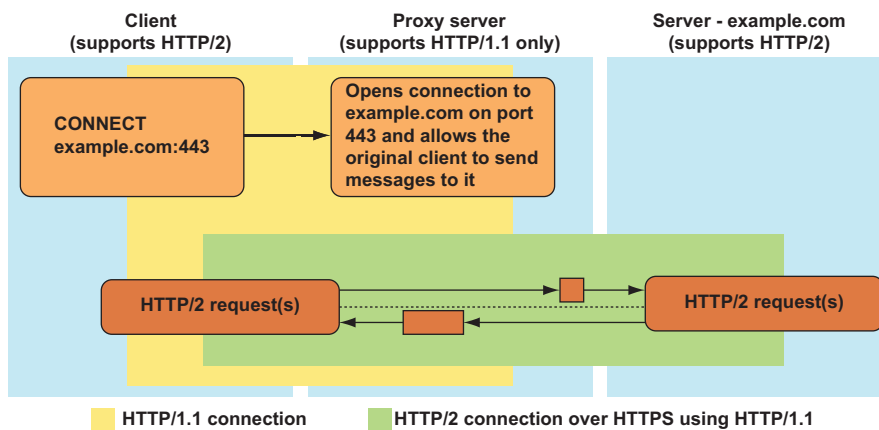 Client
(supports HTTP/2)
Proxy server
(supports HTTP/1.1 only)
Server - example.com
(supports HTTP/2)
CONNECT
example.com:443
Opens connection to
example.com on port
443 and allows the
original client to send
messages to it
HTTP/2 request(s)
HTTP/2 request(s)
HTTP/1.1 connection
HTTP/2 connection over HTTPS using HTTP/1.1